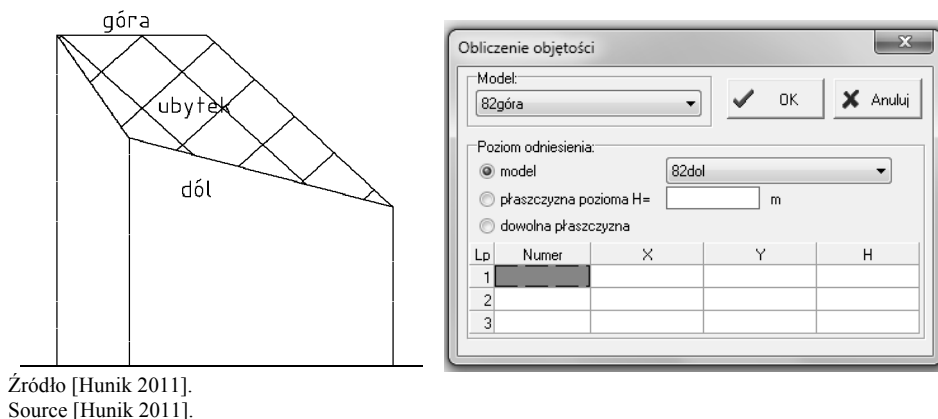 góra
ubytek
dól
Obliczenie objętości
Model:
82góra
OK
Anuluj
Poziom odniesienia:
model
82dol
płaszczyzna pozioma H=
m
dowolna płaszczyzna
Lp Numer X Y H
1
2
3
Źródło [Hunik 2011].
Source [Hunik 2011].